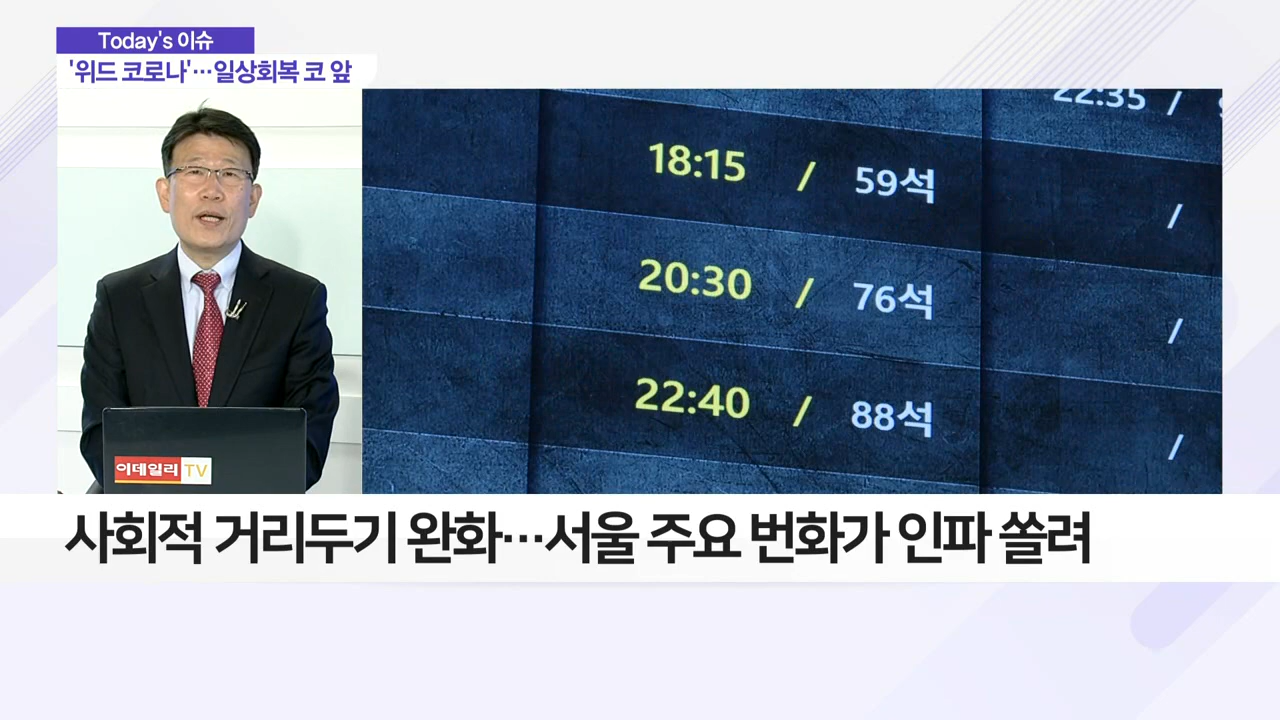 Today's 이슈
'위드 코로나'…일상회복 코 앞
22:35 /
18:15 / 59석
/
20:30 / 76석
/
22:40 / 88석
/
이데일리 TV
사회적 거리두기 완화…서울 주요 번화가 인파 쏠려